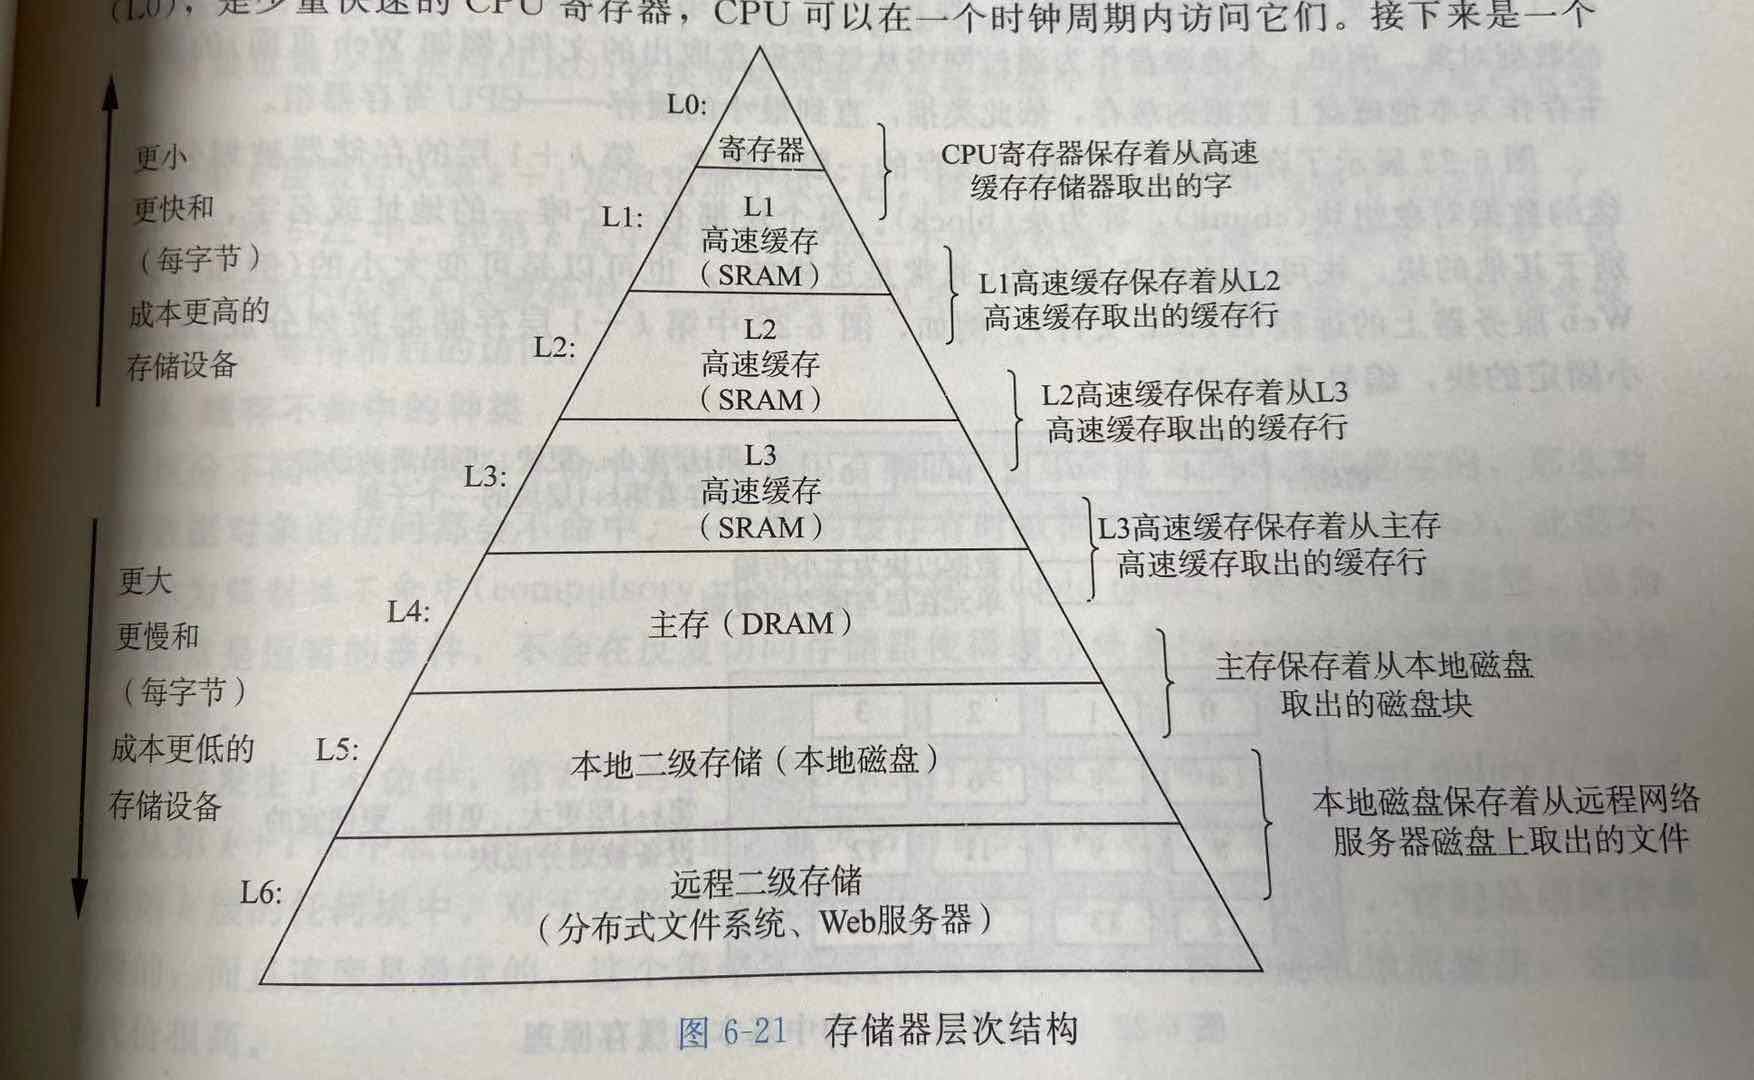 (L0)，是少量快速的 CPU 寄存器，CPU 可以在一个时钟周期内访问它们。接下来是一个
更小
更快和
（每字节）
成本更高的
存储设备
更大
更慢和
（每字节）
成本更低的
存储设备
L0:
寄存器
CPU寄存器保存着从高速
缓存存储器取出的字
L1:
L1
高速缓存
（SRAM）
L1高速缓存保存着从L2
高速缓存取出的缓存行
L2:
L2
高速缓存
（SRAM）
L2高速缓存保存着从L3
高速缓存取出的缓存行
L3:
L3
高速缓存
（SRAM）
L3高速缓存保存着从主存
高速缓存取出的缓存行
L4:
主存（DRAM）
主存保存着从本地磁盘
取出的磁盘块
L5:
本地二级存储（本地磁盘）
本地磁盘保存着从远程网络
服务器磁盘上取出的文件
L6:
远程二级存储
（分布式文件系统、Web服务器）
图 6-21 存储器层次结构